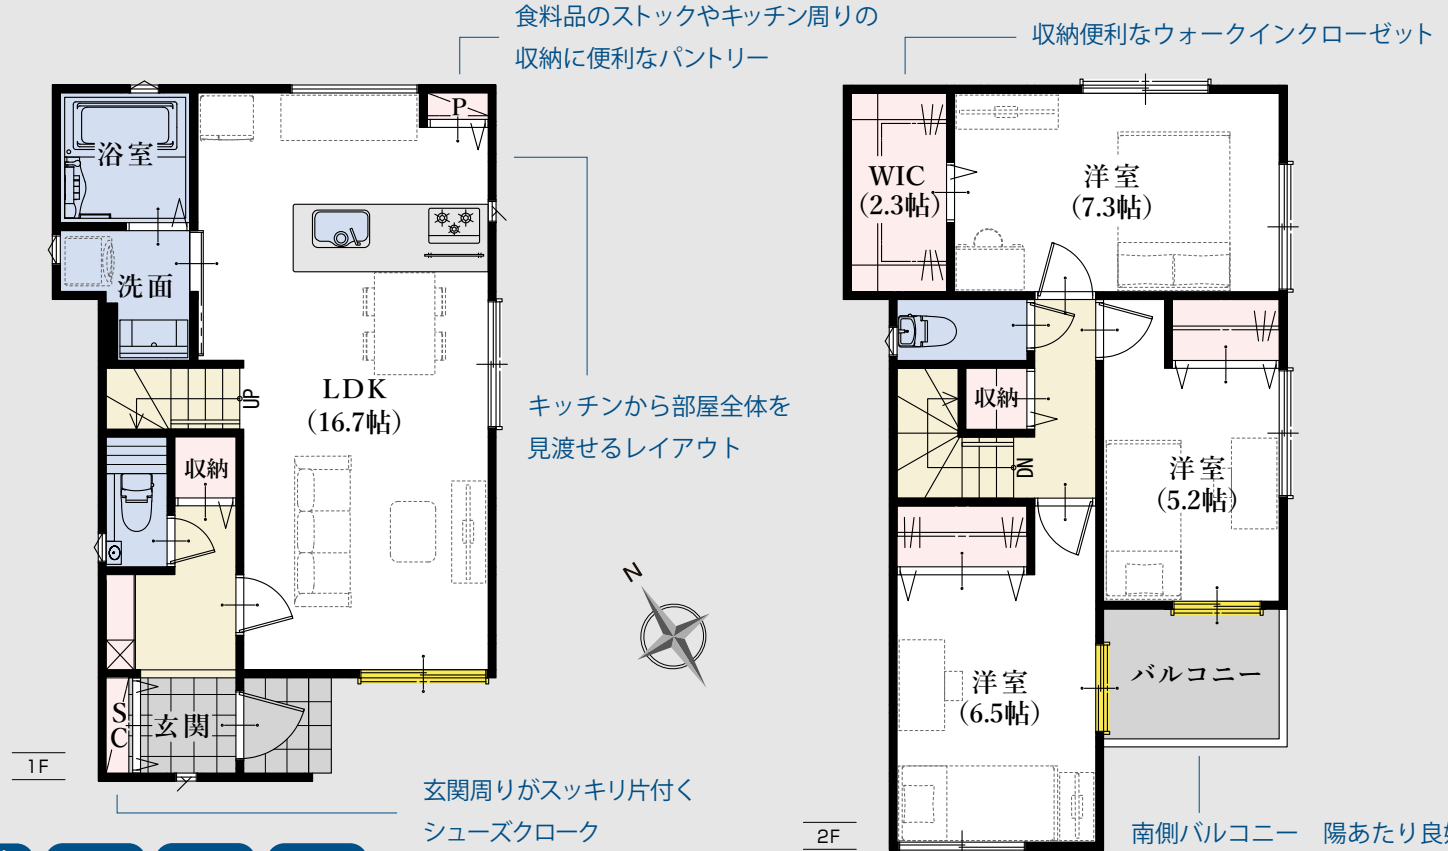 食料品のストックやキッチン周りの
収納に便利なパントリー
収納便利なウォークインクローゼット
P
浴室
洗面
UP
LDK
(16.7帖)
収納
キッチンから部屋全体を
見渡せるレイアウト
N
SC
玄関
1F
玄関周りがスッキリ片付く
シューズクローク
WIC
(2.3帖)
洋室
(7.3帖)
収納
DN
洋室
(5.2帖)
洋室
(6.5帖)
バルコニー
2F
南側バルコニー 陽あたり良